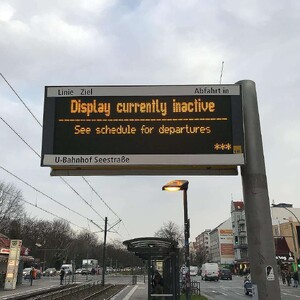 Linie Ziel Abfahrt in
Display currently inactive
See schedule for departures
***
U-Bahnhof Seestraße